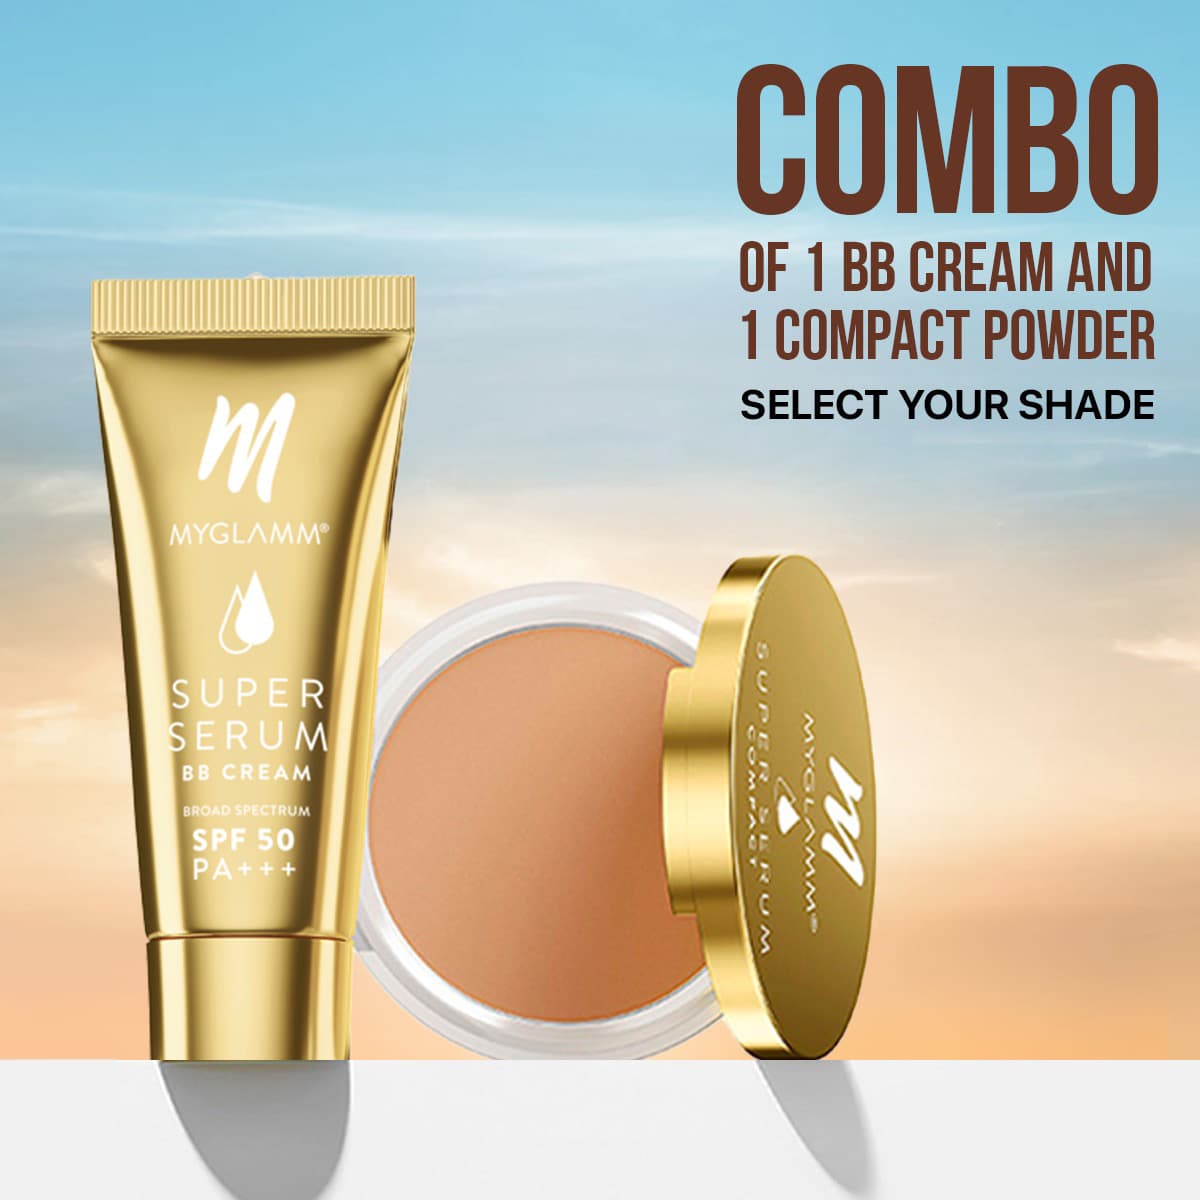 COMBO
OF 1 BB CREAM AND
1 COMPACT POWDER
SELECT YOUR SHADE
M
MYGLAMM®
SUPER
SERUM
BB CREAM
BROAD SPECTRUM
SPF 50
PA+++
M
MYGLAMM®
SUPER SERUM
COMPACT